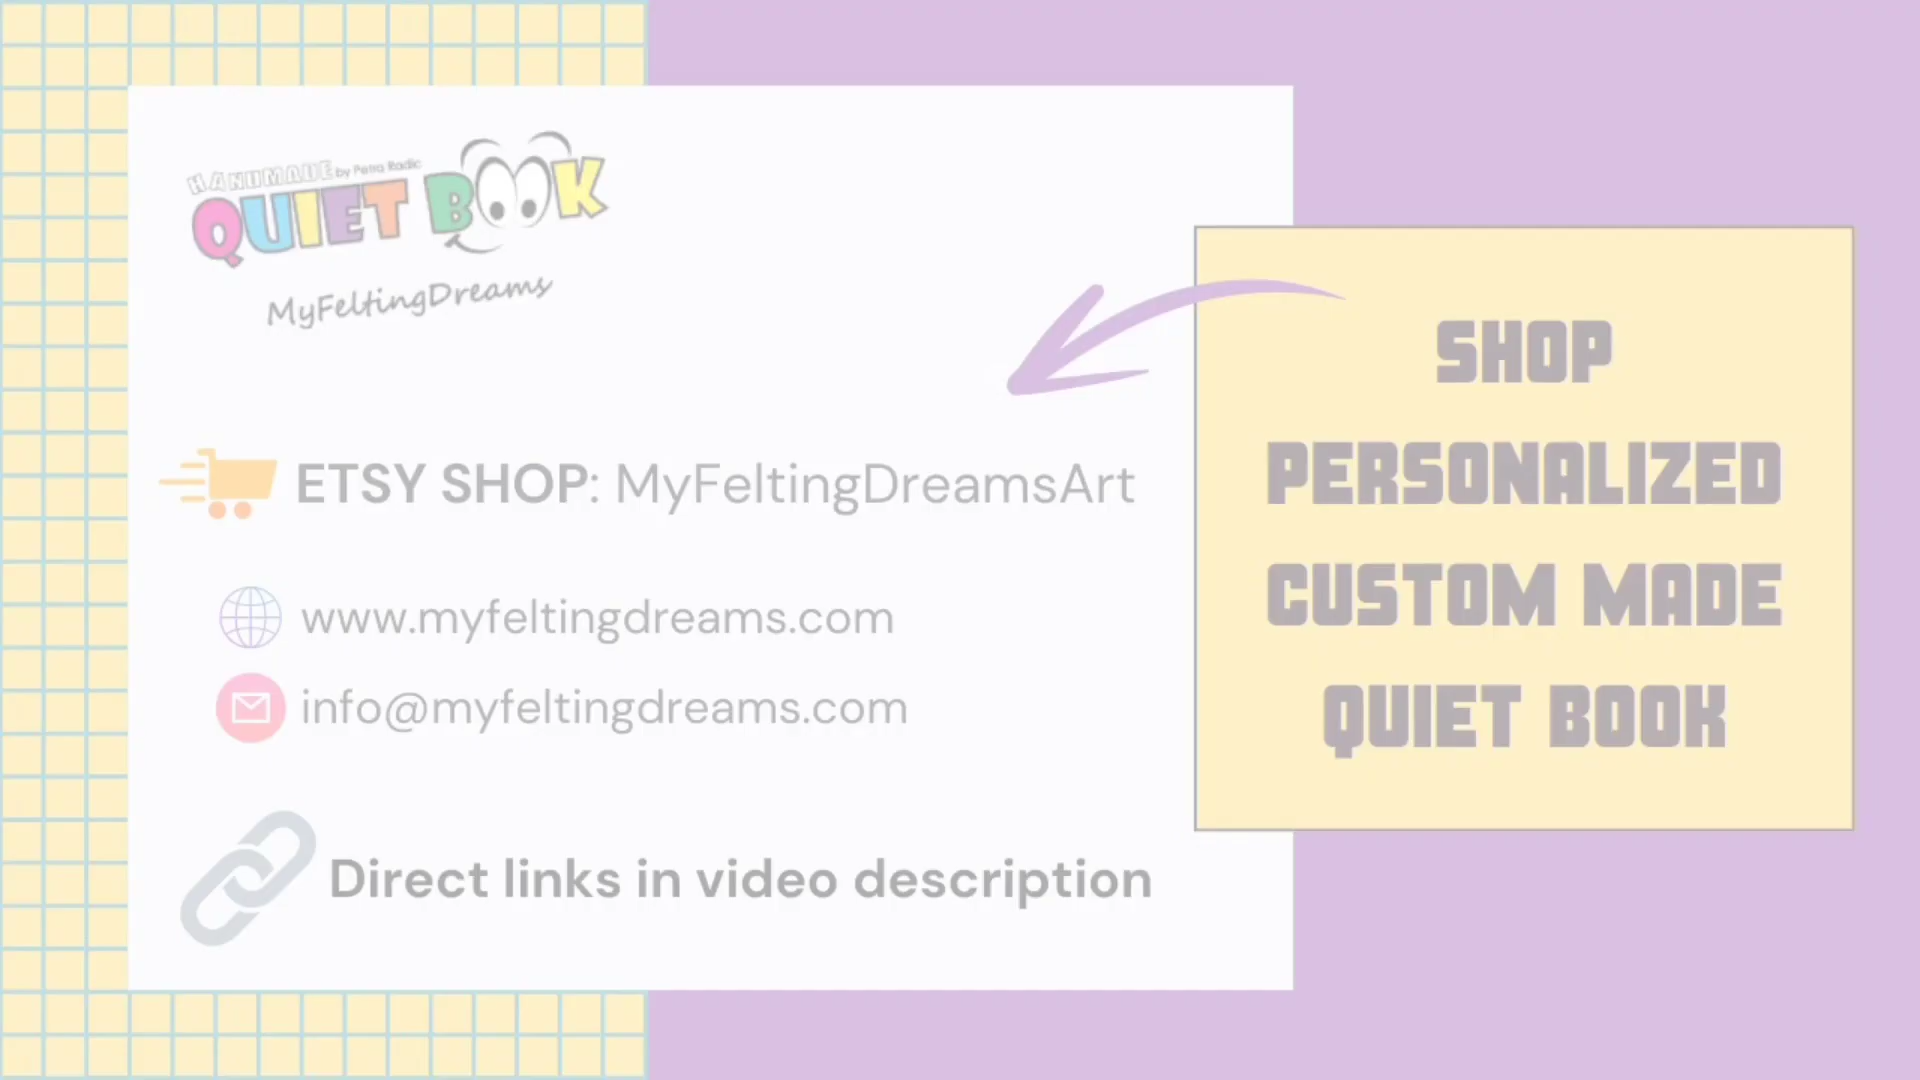 HANDMADE by Petra Radic
QUIET BOOK
MyFeltingDreams
ETSY SHOP: MyFeltingDreamsArt
www.myfeltingdreams.com
info@myfeltingdreams.com
Direct links in video description
SHOP
PERSONALIZED
CUSTOM MADE
QUIET BOOK